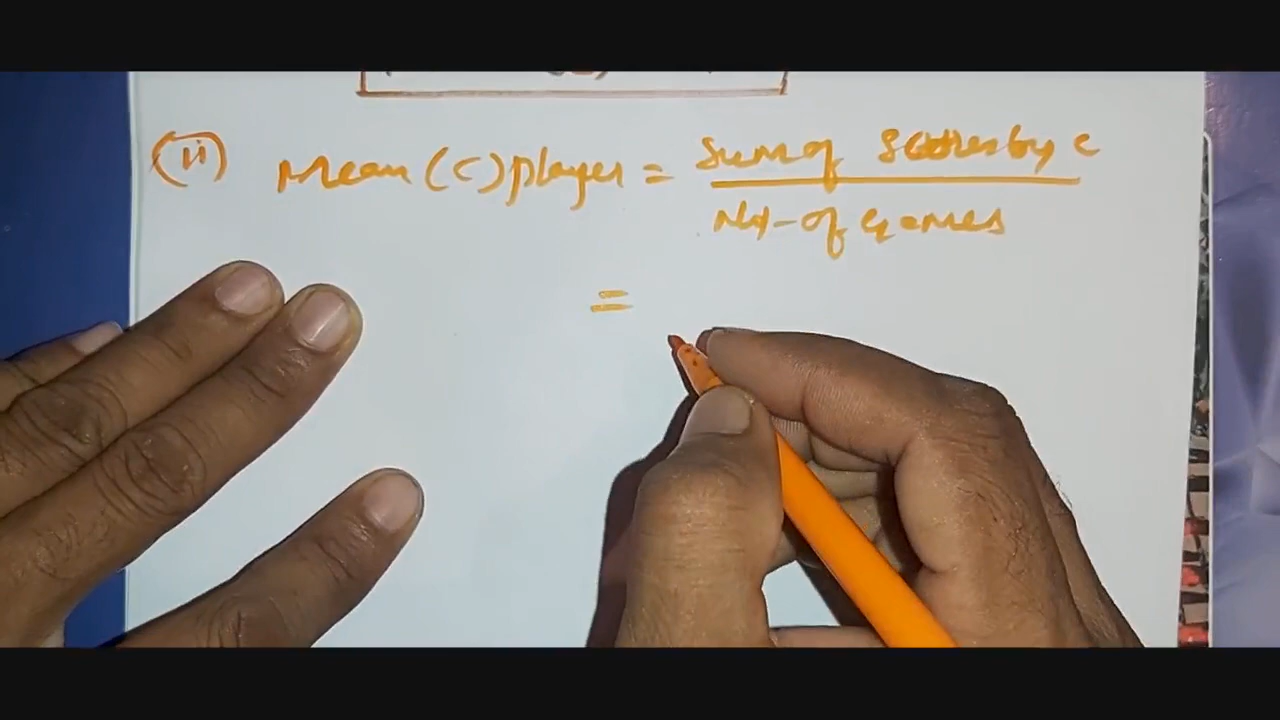 (ii) Mean (C) player = Sum of scores by C
No. of games
=